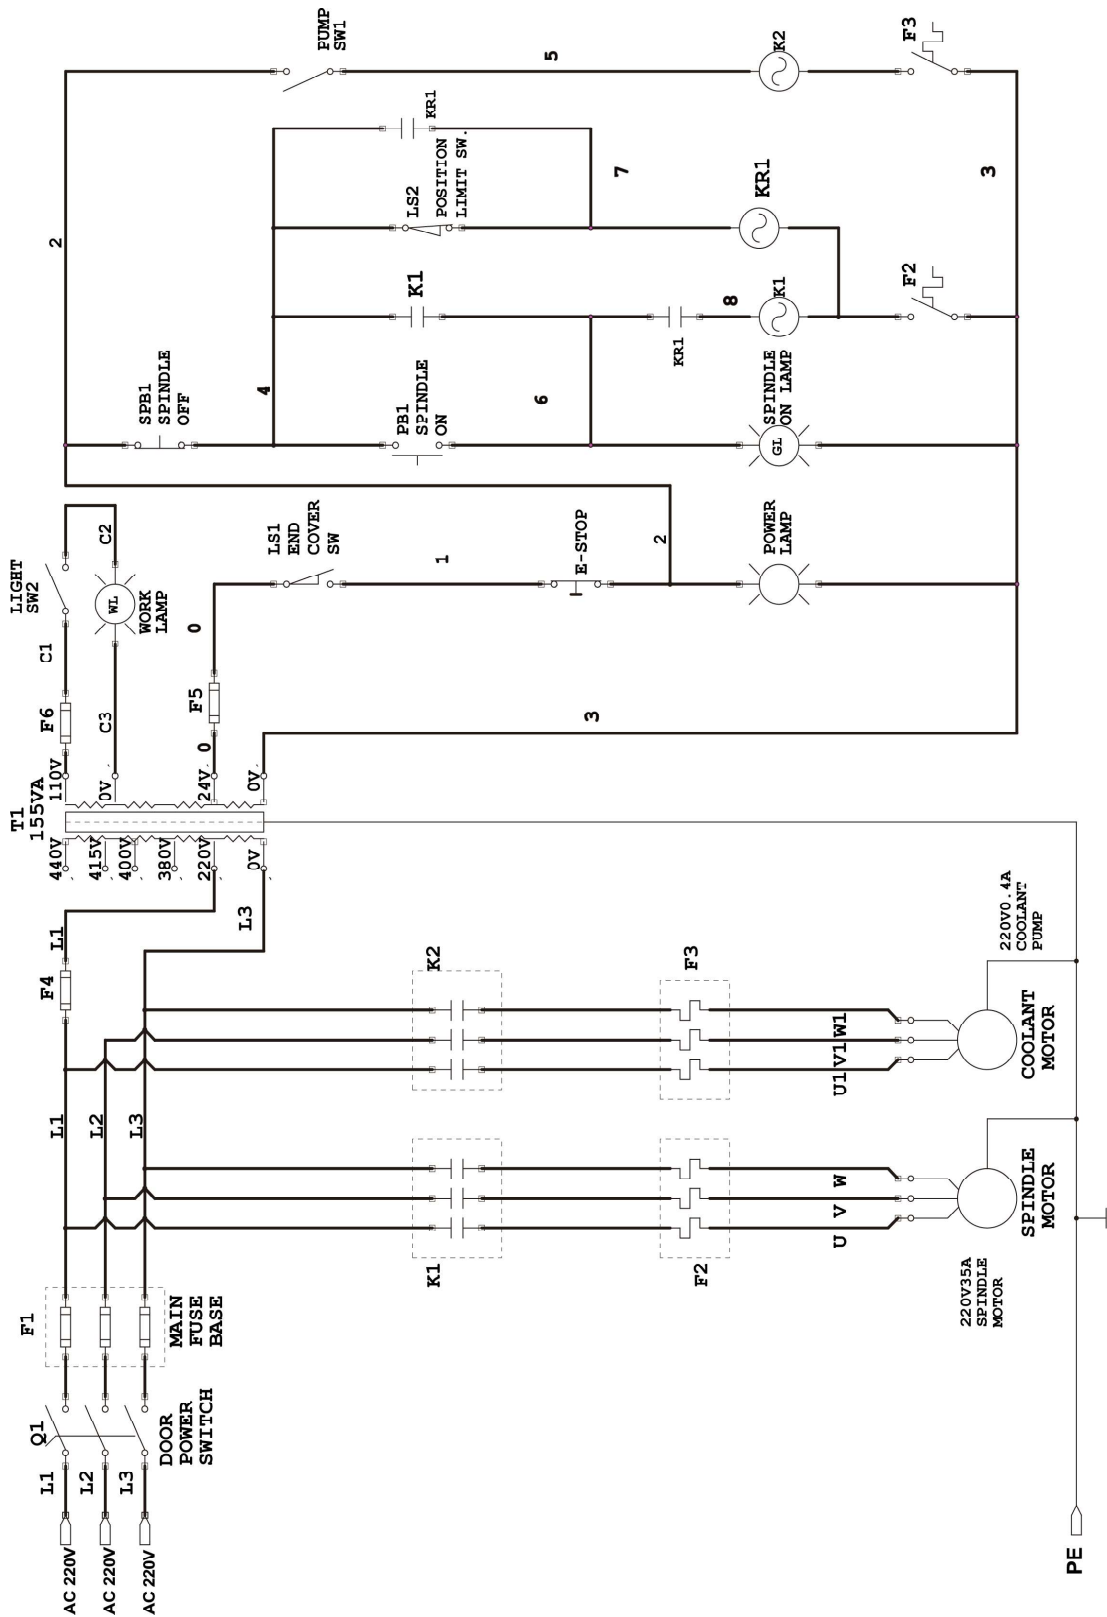 AC 220V
AC 220V
AC 220V
L1
L2
L3
Q1
DOOR
POWER
SWITCH
F1
MAIN
FUSE
BASE
L1
L2
L3
K1
F2
U
V
W
SPINDLE
MOTOR
220V35A
SPINDLE
MOTOR
PE
K2
F3
U1
V1
W1
COOLANT
MOTOR
220V0.4A
COOLANT
PUMP
F4
L1
L3
T1
155VA
440V
415V
400V
380V
220V
0V
110V
0V
24V
0V
F6
C1
LIGHT
SW2
C2
C3
WL
WORK
LAMP
0
F5
0
3
LS1
END
COVER
SW
1
E-STOP
2
POWER
LAMP
2
SPB1
SPINDLE
OFF
4
PB1
SPINDLE
ON
6
GL
SPINDLE
ON LAMP
K1
KR1
8
K1
F2
LS2
POSITION
LIMIT SW.
KR1
7
KR1
3
PUMP
SW1
5
K2
F3